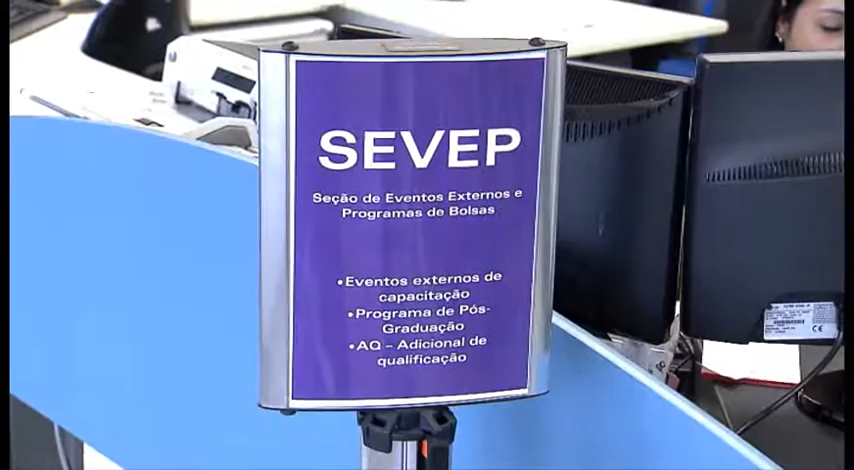 SEVEP
Seção de Eventos Externos e
Programas de Bolsas
•Eventos externos de
capacitação
•Programa de Pós-
Graduação
•AQ – Adicional de
qualificação
CE